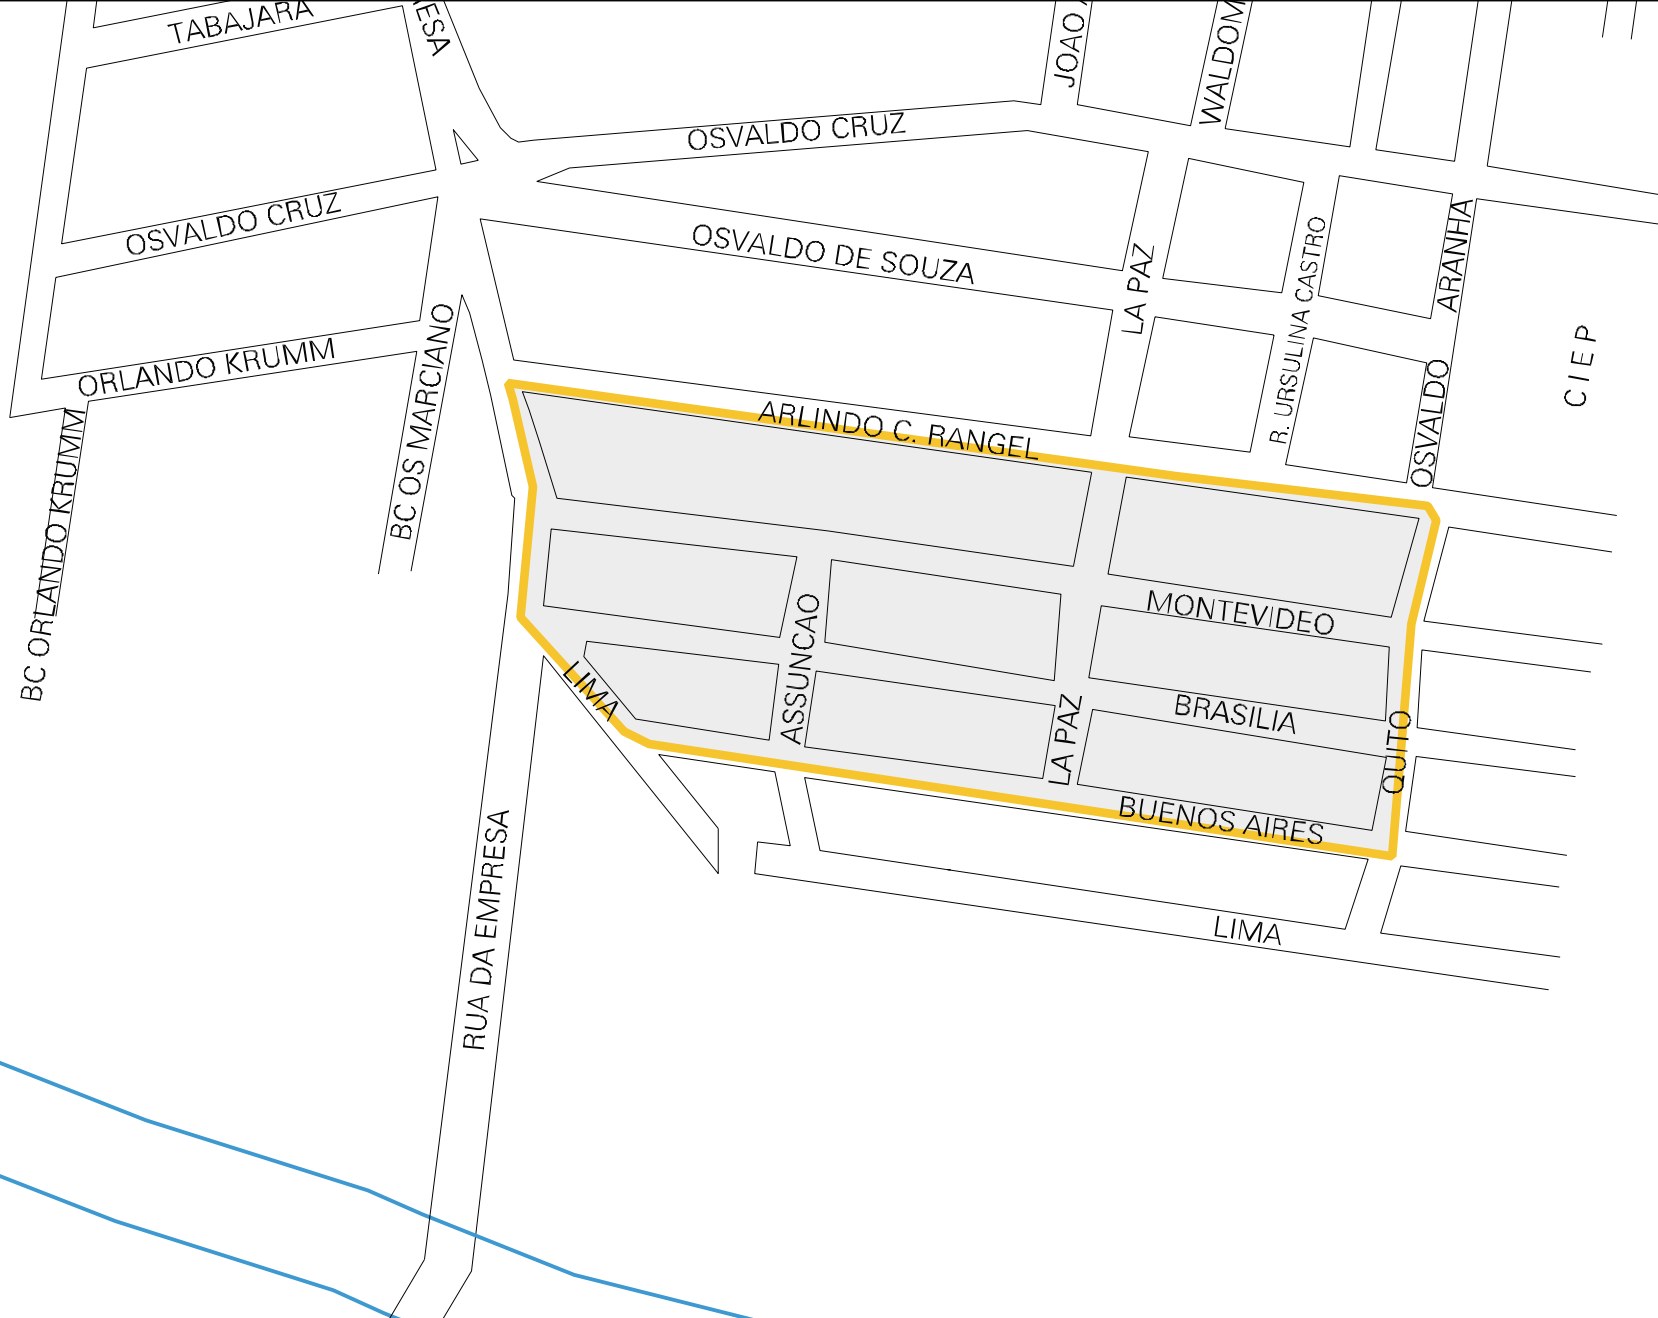 TABAJARA
ESA
JOAO
WALDOM
OSVALDO CRUZ
OSVALDO CRUZ
OSVALDO DE SOUZA
LA PAZ
R. URSULINA CASTRO
OSVALDO ARANHA
CIEP
ORLANDO KRUMM
BC OS MARCIANO
BC ORLANDO KRUMM
ARLINDO C. RANGEL
MONTEVIDEO
ASSUNCAO
LIMA
LA PAZ
BRASILIA
QUITO
BUENOS AIRES
RUA DA EMPRESA
LIMA